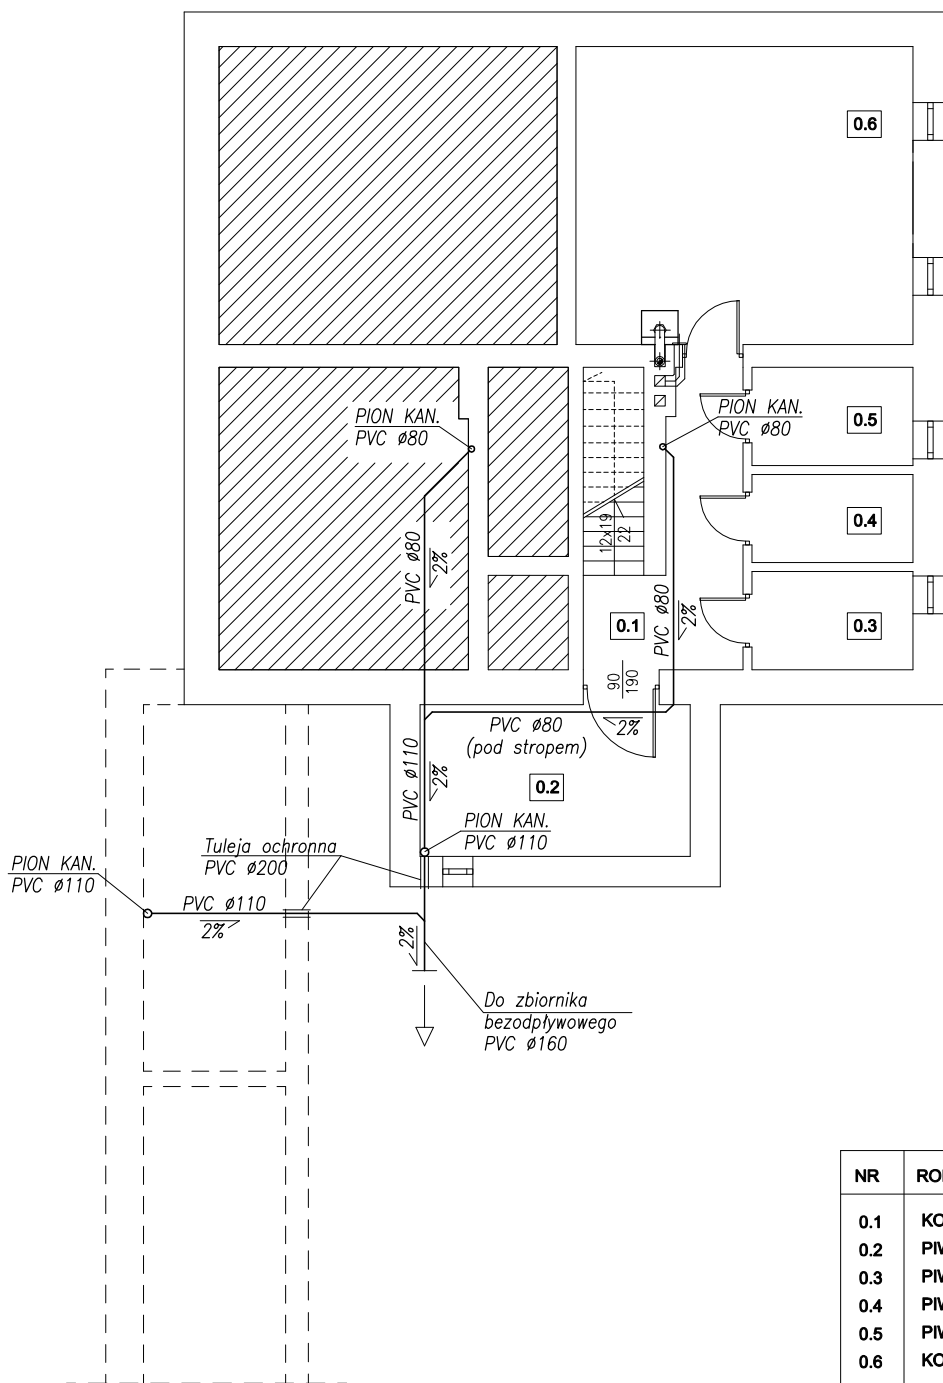 0.6
PION KAN.
PVC ø80
PION KAN.
PVC ø80
0.5
0.4
12x19
22
PVC ø80
2%
PVC ø80
2%
0.1
0.3
90
190
PVC ø80
(pod stropem)
2%
PVC ø110
2%
0.2
PION KAN.
PVC ø110
Tuleja ochronna
PVC ø200
PION KAN.
PVC ø110
PVC ø110
2%
2%
Do zbiornika
bezodpływowego
PVC ø160
NR
0.1 KO
0.2
0.3
0.4
0.5
0.6 KO